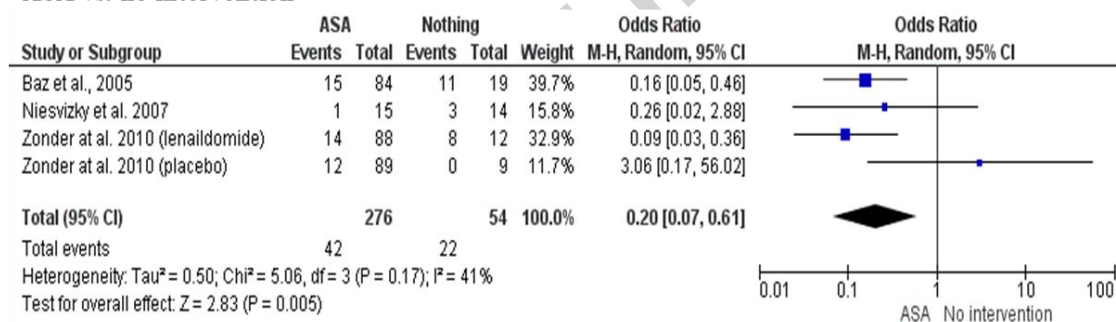 ASA Nothing Odds Ratio Odds Ratio
Study or Subgroup Events Total Events Total Weight M-H, Random, 95% CI M-H, Random, 95% CI
Baz et al., 2005 15 84 11 19 39.7% 0.16 [0.05, 0.46]
Niesvizky et al. 2007 1 15 3 14 15.8% 0.26 [0.02, 2.88]
Zonder at al. 2010 (lenaildomide) 14 88 8 12 32.9% 0.09 [0.03, 0.36]
Zonder at al. 2010 (placebo) 12 89 0 9 11.7% 3.06 [0.17, 56.02]
Total (95% CI) 276 54 100.0% 0.20 [0.07, 0.61]
Total events 42 22
Heterogeneity: Tau² = 0.50; Chi² = 5.06, df = 3 (P = 0.17); I² = 41%
Test for overall effect: Z = 2.83 (P = 0.005)
0.01 0.1 1 10 100
ASA No intervention